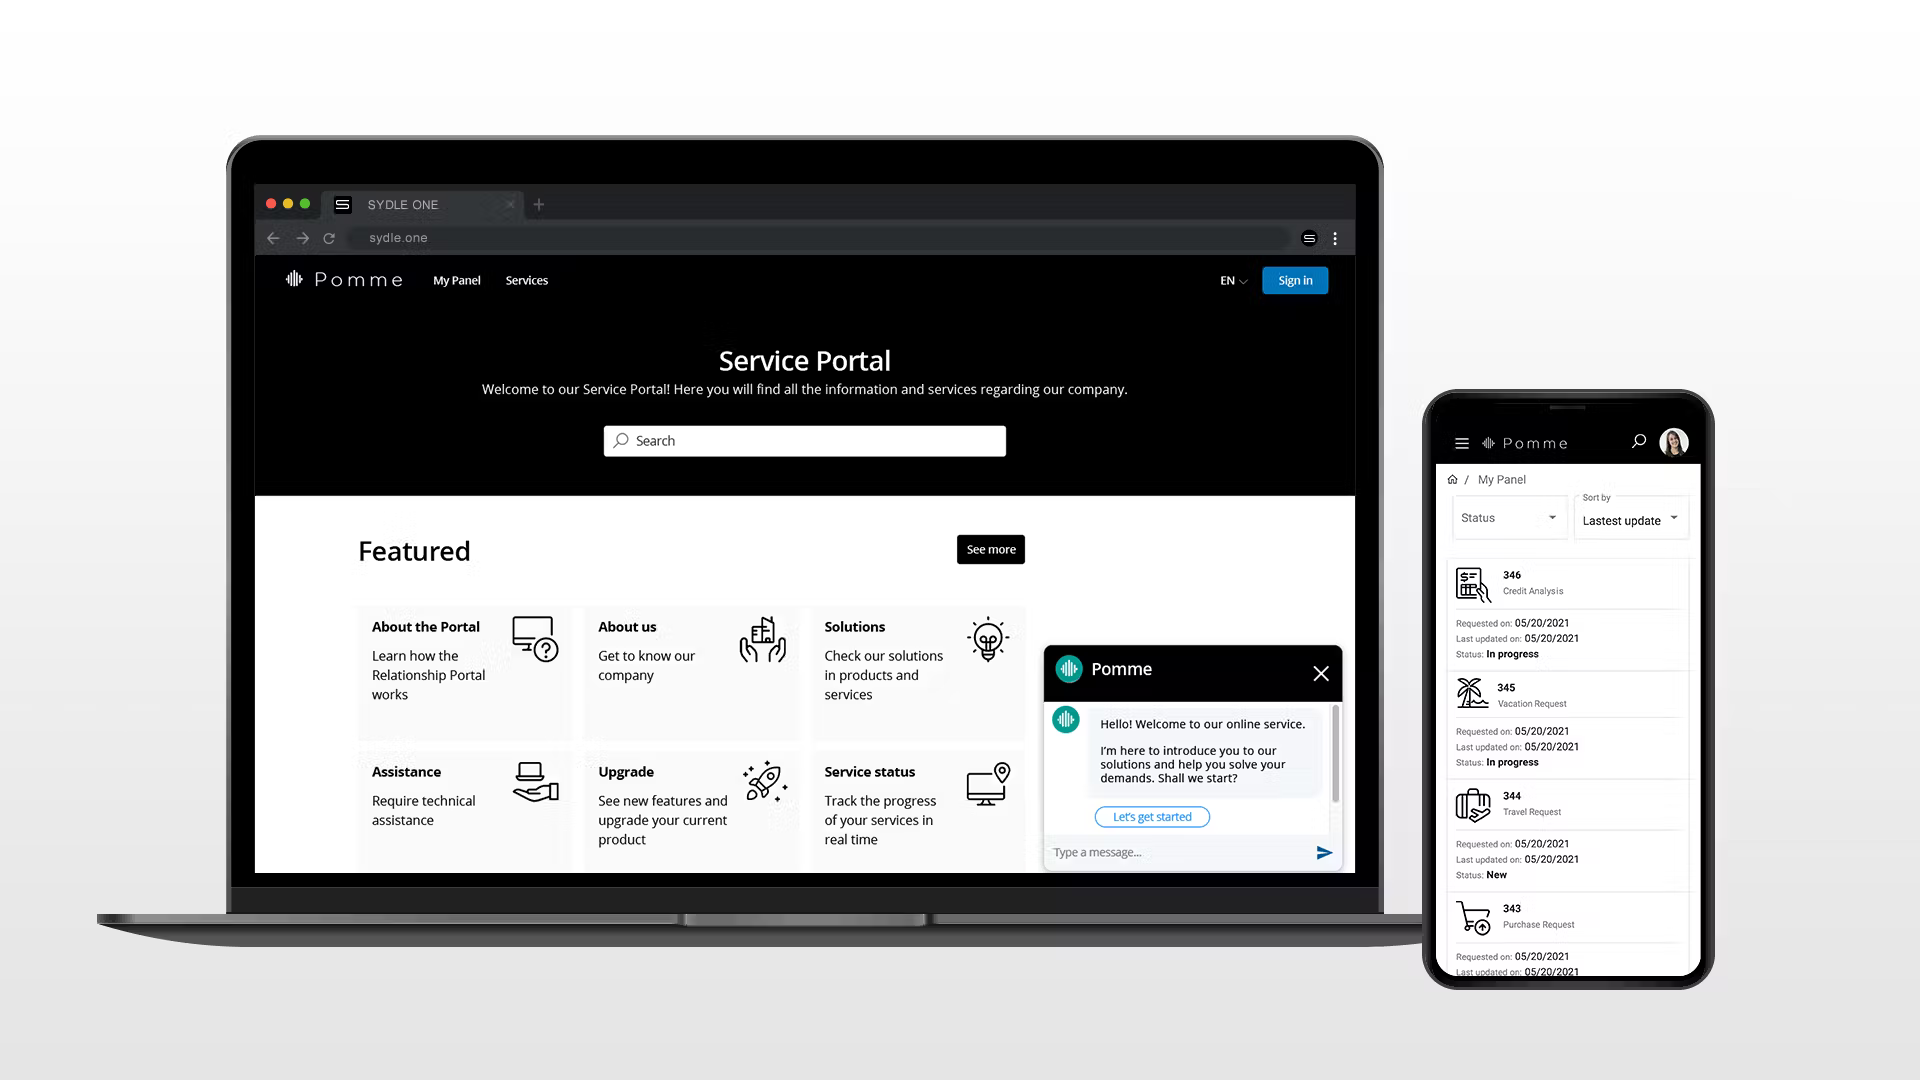 SYDLE ONE
sydle.one
Pomme
My Panel
Services
EN
Sign in
Service Portal
Welcome to our Service Portal! Here you will find all the information and services regarding our company.
Search
Featured
See more
About the Portal
Learn how the
Relationship Portal
works
About us
Get to know our
company
Solutions
Check our solutions
in products and
services
Assistance
Require technical
assistance
Upgrade
See new features and
upgrade your current
product
Service status
Track the progress
of your services in
real time
Pomme
Hello! Welcome to our online service.
I'm here to introduce you to our
solutions and help you solve your
demands. Shall we start?
Let's get started
Type a message...
Pomme
/ My Panel
Status
Sort by
Lastest update
346
Credit Analysis
Requested on: 05/20/2021
Last updated on: 05/20/2021
Status: In progress
345
Vacation Request
Requested on: 05/20/2021
Last updated on: 05/20/2021
Status: In progress
344
Travel Request
Requested on: 05/20/2021
Last updated on: 05/20/2021
Status: New
343
Purchase Request
Requested on: 05/20/2021
Last updated on: 05/20/2021